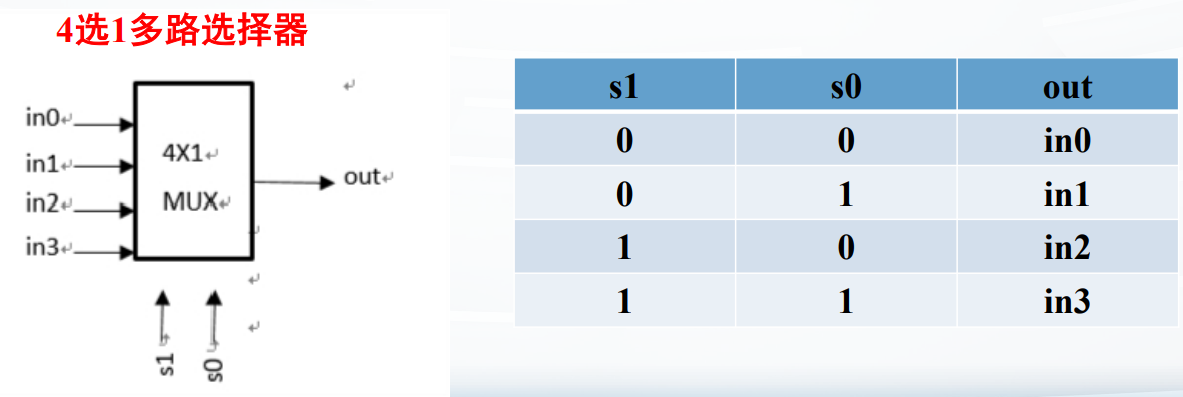 4选1多路选择器
in0↵
in1↵
in2↵
in3↵
4X1↵
MUX↵
out↵
s1
s0
s1 s0 out
0 0 in0
0 1 in1
1 0 in2
1 1 in3